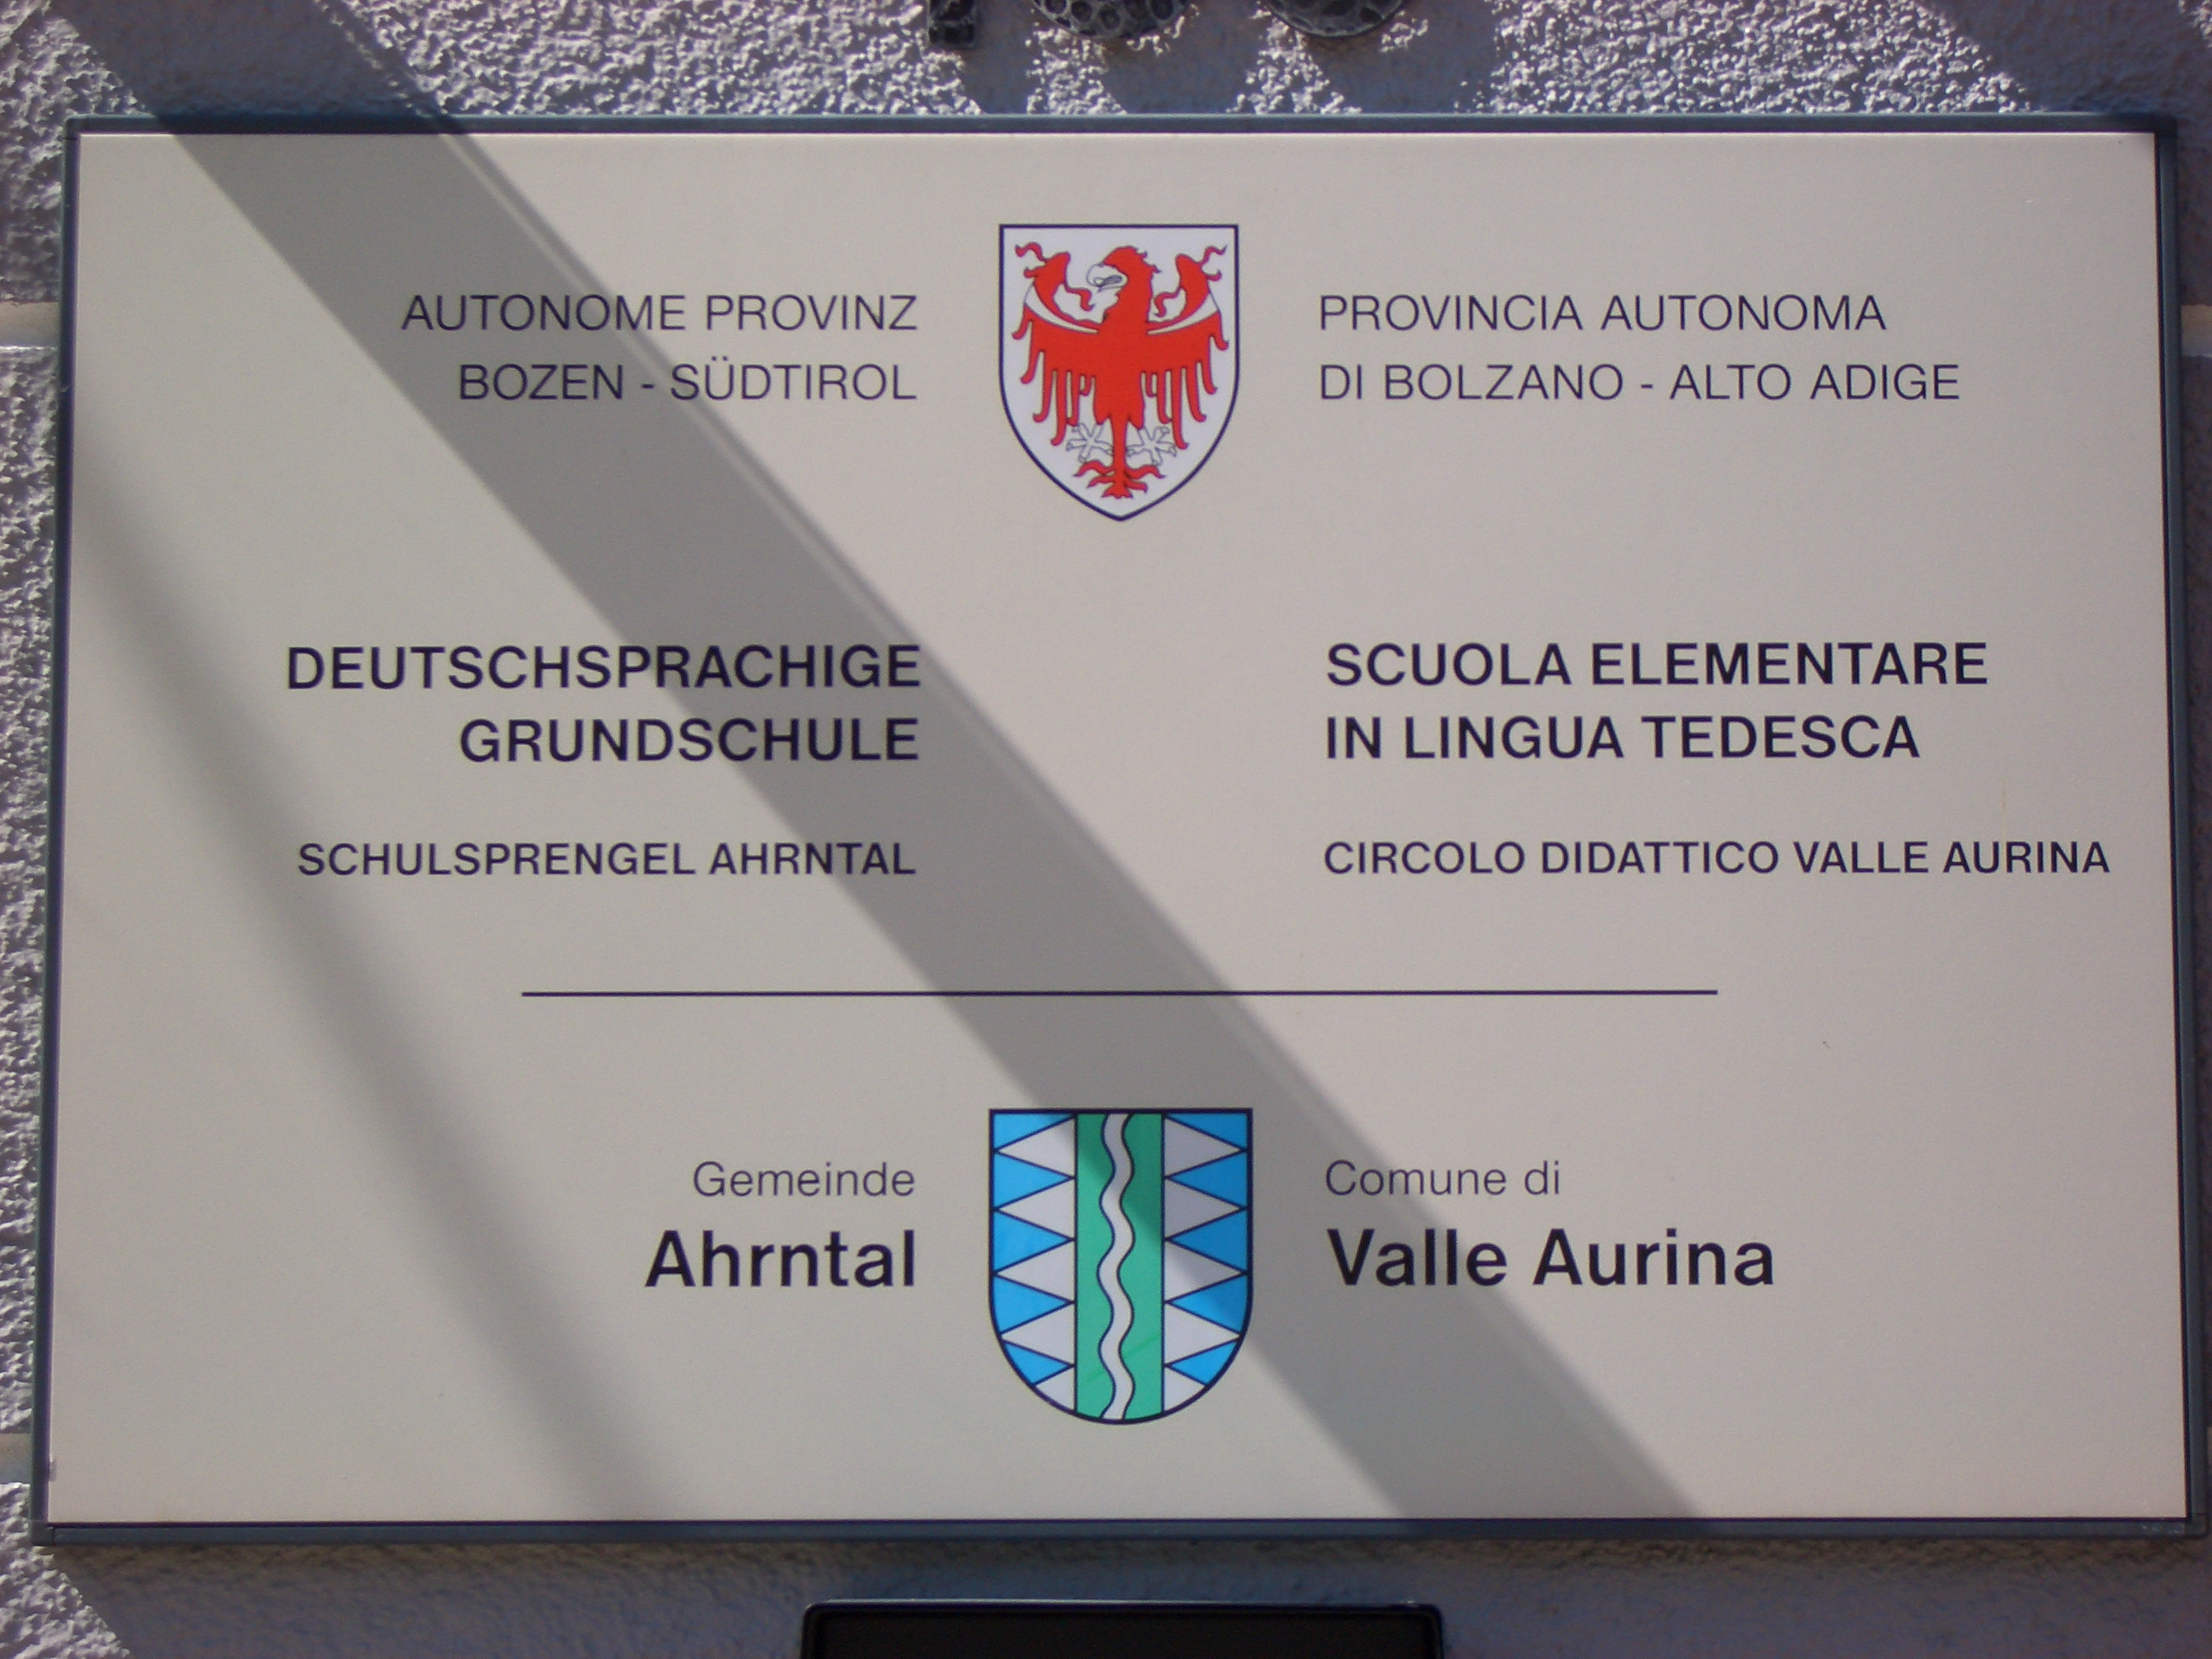 AUTONOME PROVINZ
BOZEN - SÜDTIROL
PROVINCIA AUTONOMA
DI BOLZANO - ALTO ADIGE
DEUTSCHSPRACHIGE
GRUNDSCHULE
SCHULSPRENGEL AHRNTAL
SCUOLA ELEMENTARE
IN LINGUA TEDESCA
CIRCOLO DIDATTICO VALLE AURINA
Gemeinde
Ahrntal
Comune di
Valle Aurina